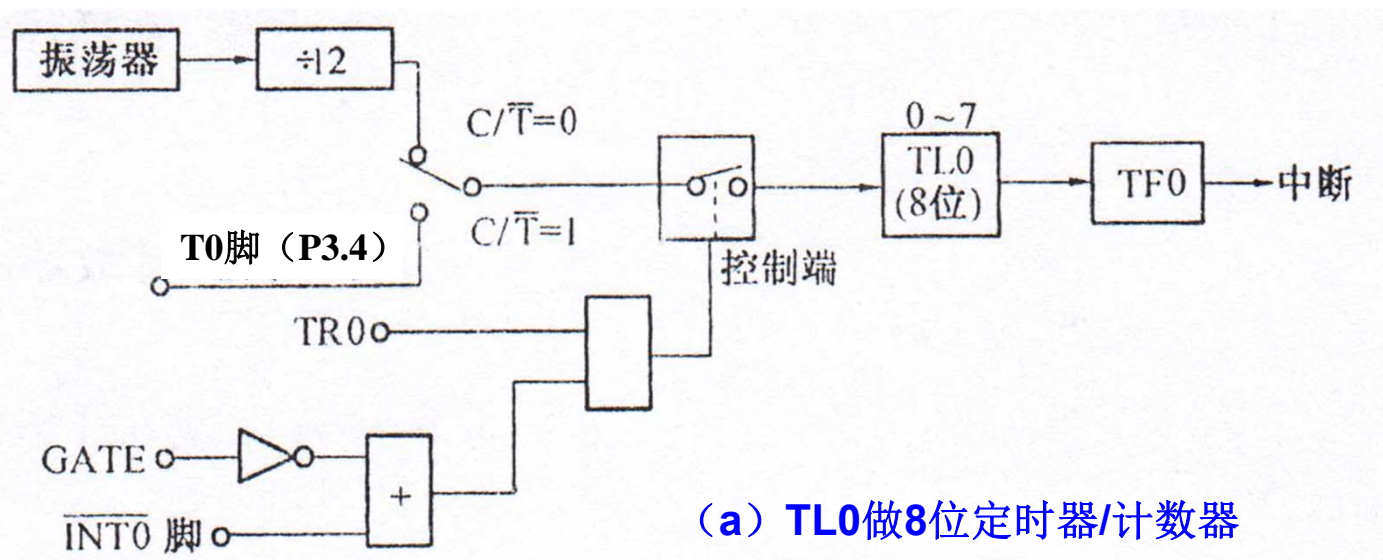 振荡器
÷12
C/T̅=0
0~7
TL0
(8位)
TF0
中断
C/T̅=1
T0脚（P3.4）
控制端
TR0
GATE
+
I̅N̅T̅0̅ 脚
（a）TL0做8位定时器/计数器